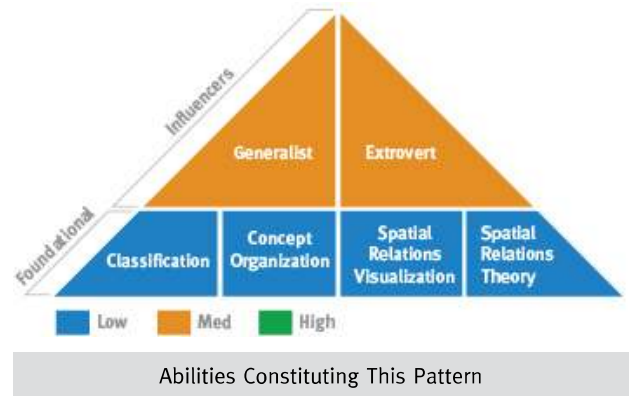 Influencers
Generalist
Extrovert
Foundational
Classification
Concept
Organization
Spatial
Relations
Visualization
Spatial
Relations
Theory
Low
Med
High
Abilities Constituting This Pattern